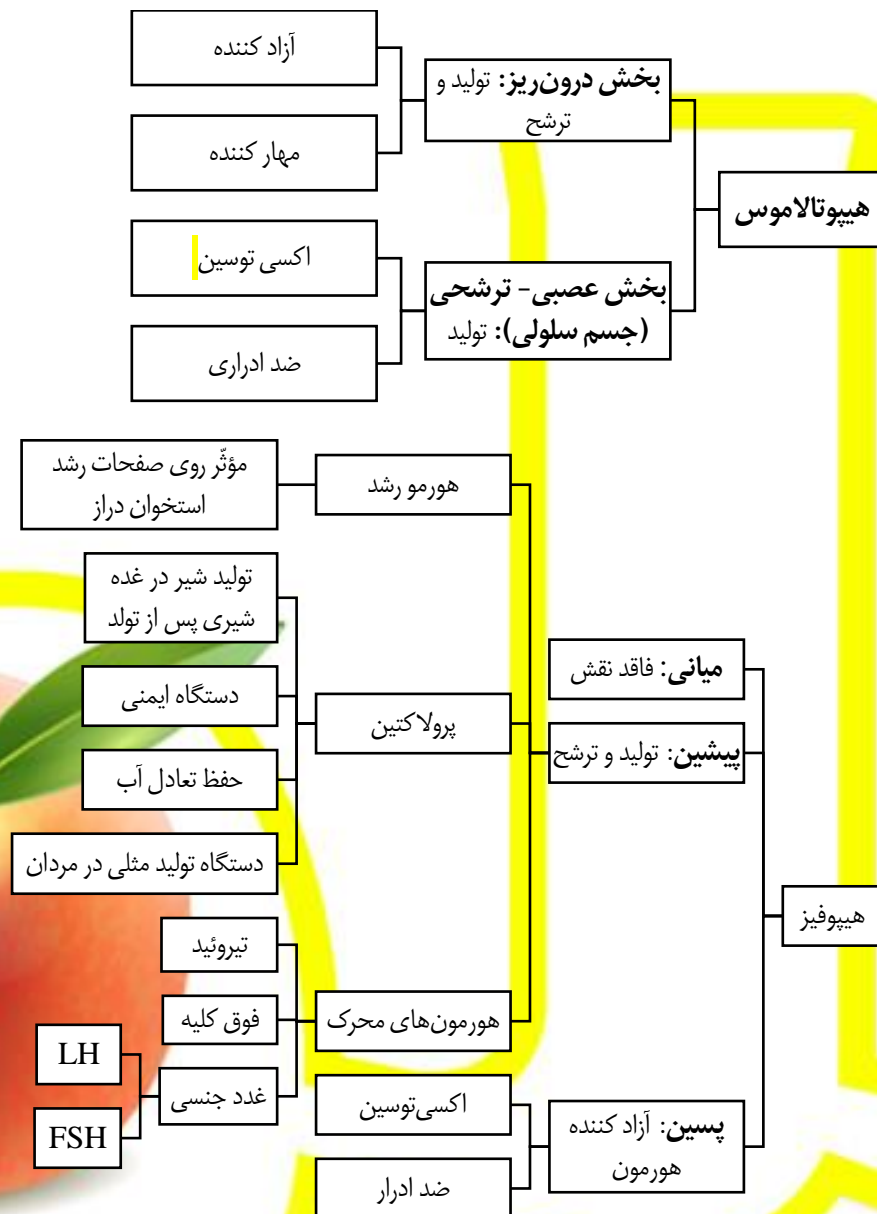 هیپوتالاموس
بخش درون‌ریز: تولید و
ترشح
آزاد کننده
مهار کننده
بخش عصبی- ترشحی
(جسم سلولی): تولید
اکسی توسین
ضد ادراری
هیپوفیز
میانی: فاقد نقش
پیشین: تولید و ترشح
هورمو رشد
مؤثّر روی صفحات رشد
استخوان دراز
پرولاکتین
تولید شیر در غده
شیری پس از تولد
دستگاه ایمنی
حفظ تعادل آب
دستگاه تولید مثلی در مردان
هورمون‌های محرک
تیروئید
فوق کلیه
غدد جنسی
LH
FSH
پسین: آزاد کننده
هورمون
اکسی‌توسین
ضد ادرار